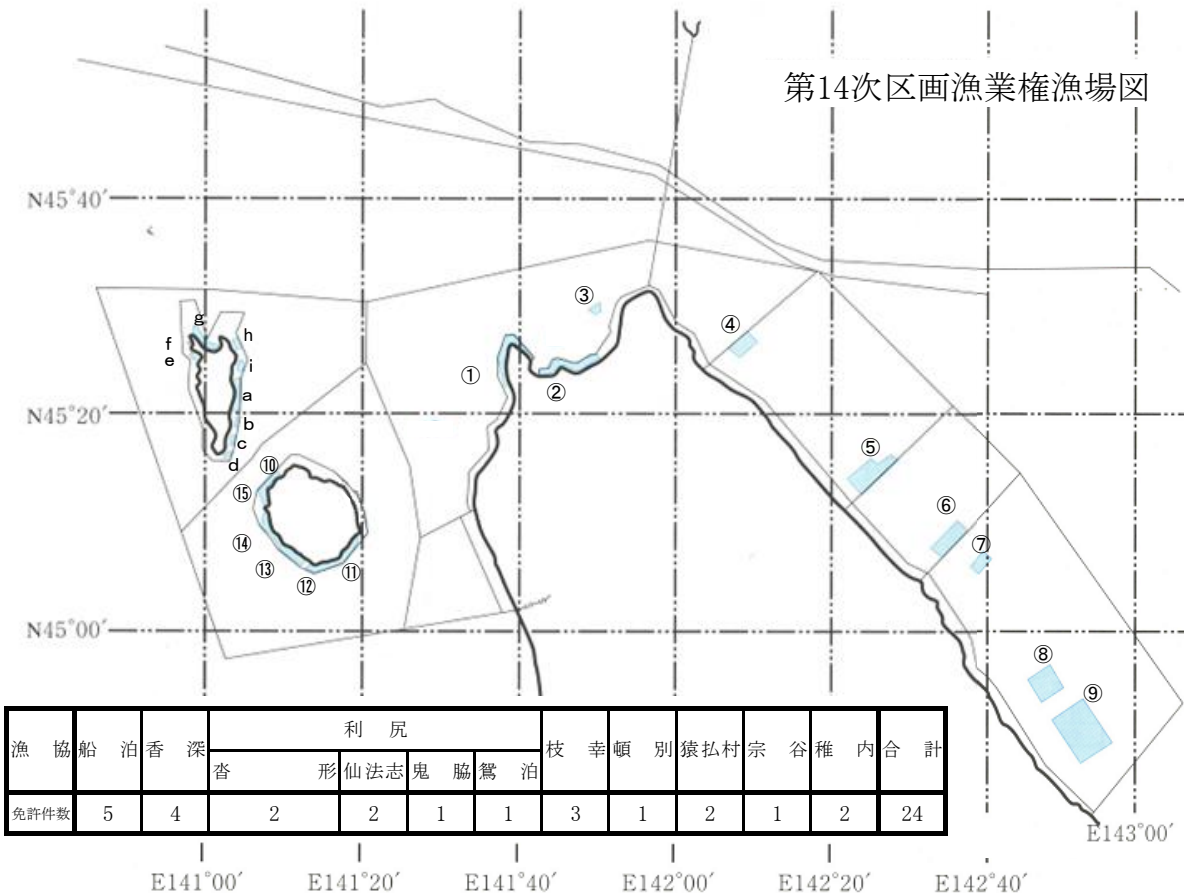 第14次区画漁業権漁場図
N45°40′
③
④
g
h
f
e
i
①
②
a
N45°20′
b
c
d
⑤
⑩
⑮
⑥
⑭
⑦
⑬
⑫
⑪
N45°00′
⑧
⑨
漁協 船泊 香深 利尻 枝幸 頓別 猿払村 宗谷 稚内 合計
沓形 仙法志 鬼脇 鴛泊
免許件数 5 4 2 2 1 1 3 1 2 1 2 24
E143°00′
E141°00′ E141°20′ E141°40′ E142°00′ E142°20′ E142°40′